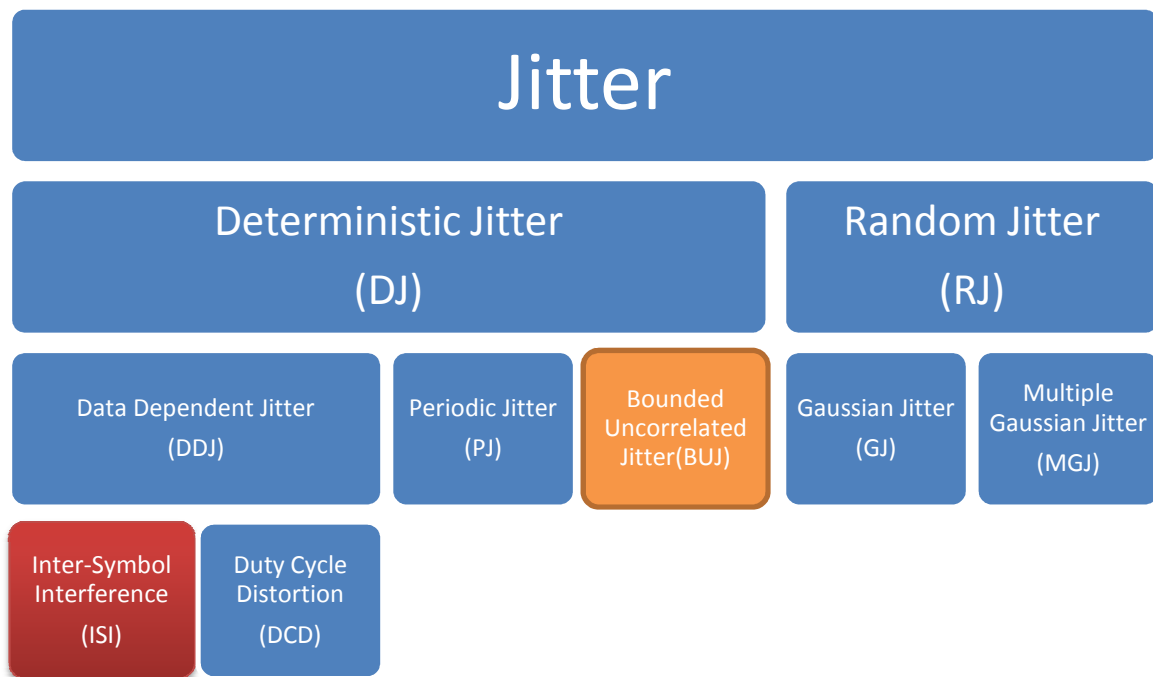 Jitter
Deterministic Jitter
(DJ)
Random Jitter
(RJ)
Data Dependent Jitter
(DDJ)
Periodic Jitter
(PJ)
Bounded
Uncorrelated
Jitter(BUJ)
Gaussian Jitter
(GJ)
Multiple
Gaussian Jitter
(MGJ)
Inter-Symbol
Interference
(ISI)
Duty Cycle
Distortion
(DCD)